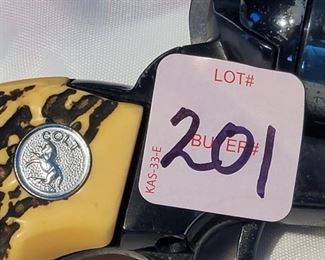 COLT
LOT#
201
BUYER#
KAS-33-E